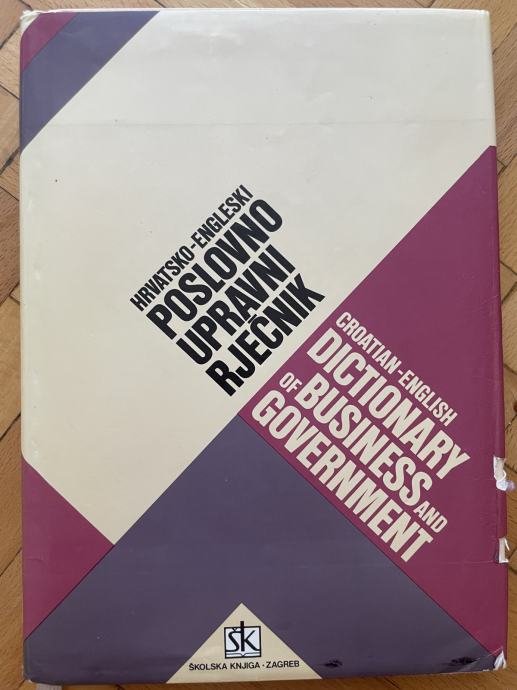 HRVATSKO-ENGLESKI
POSLOVNO
UPRAVNI
RJEČNIK
CROATIAN-ENGLISH
DICTIONARY
OF BUSINESS AND
GOVERNMENT
ŠK
ŠKOLSKA KNJIGA · ZAGREB